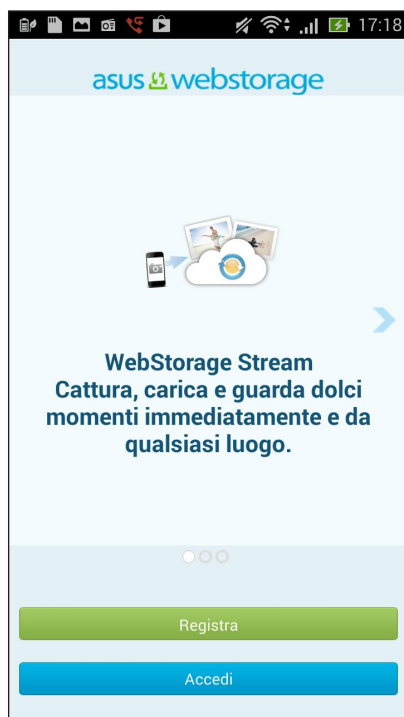 17:18
asus webstorage
WebStorage Stream
Cattura, carica e guarda dolci
momenti immediatamente e da
qualsiasi luogo.
Registra
Accedi